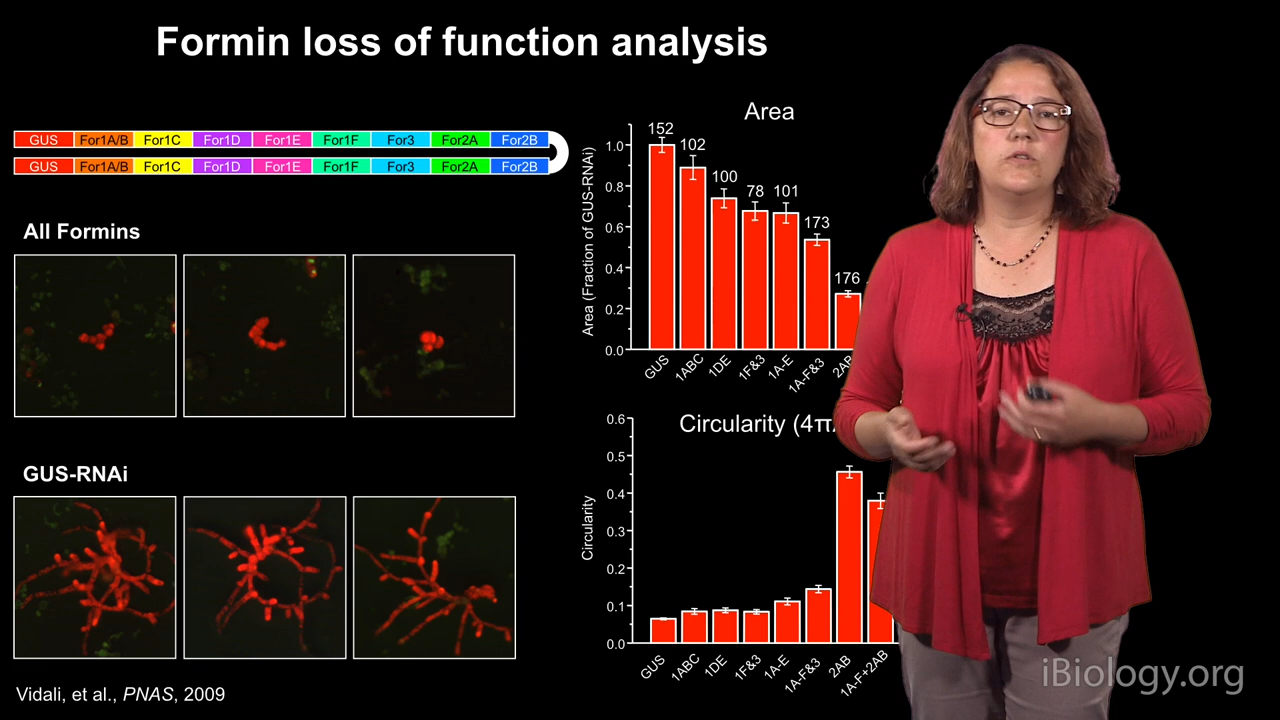 Formin loss of function analysis
GUS For1A/B For1C For1D For1E For1F For3 For2A For2B
GUS For1A/B For1C For1D For1E For1F For3 For2A For2B
All Formins
GUS-RNAi
Vidali, et al., PNAS, 2009
Area
Area (Fraction of GUS-RNAi)
1.0
0.8
0.6
0.4
0.2
0.0
152
102
100
78
101
173
176
GUS 1ABC 1DE 1F&3 1A-E 1A-F&3 2AB
Circularity (4π
Circularity
0.6
0.5
0.4
0.3
0.2
0.1
0.0
GUS 1ABC 1DE 1F&3 1A-E 1A-F&3 2AB 1A-F+2AB
iBiology.org